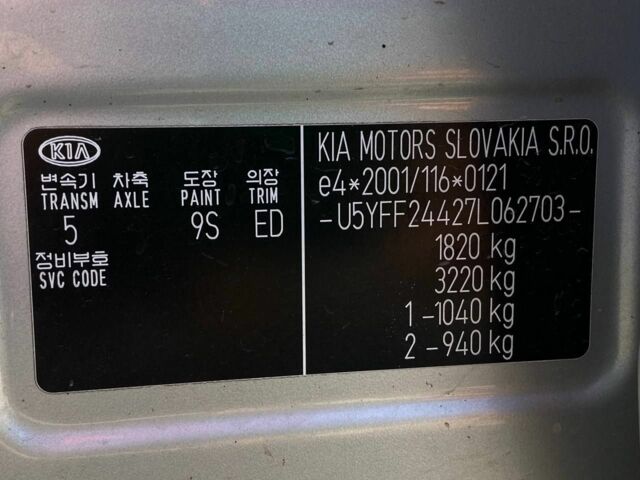 KIA
변속기 차축 도장 의장
TRANSM AXLE PAINT TRIM
5 9S ED
정비부호
SVC CODE
KIA MOTORS SLOVAKIA S.R.O.
e4*2001/116*0121
-U5YFF24427L062703-
1820 kg
3220 kg
1-1040 kg
2-940 kg